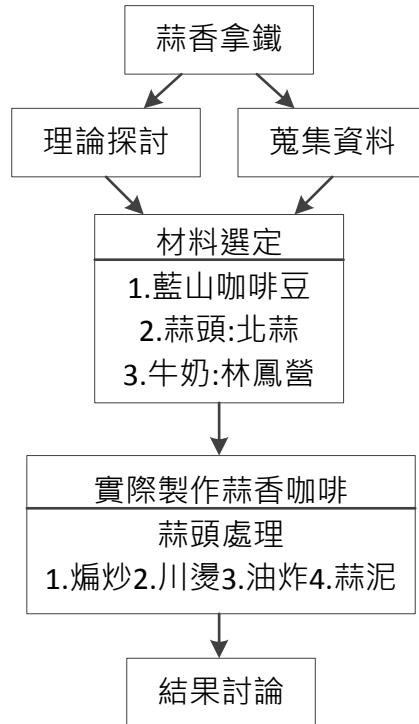 蒜香拿鐵
理論探討
蒐集資料
材料選定
1.藍山咖啡豆
2.蒜頭:北蒜
3.牛奶:林鳳營
實際製作蒜香咖啡
蒜頭處理
1.煸炒2.川燙3.油炸4.蒜泥
結果討論